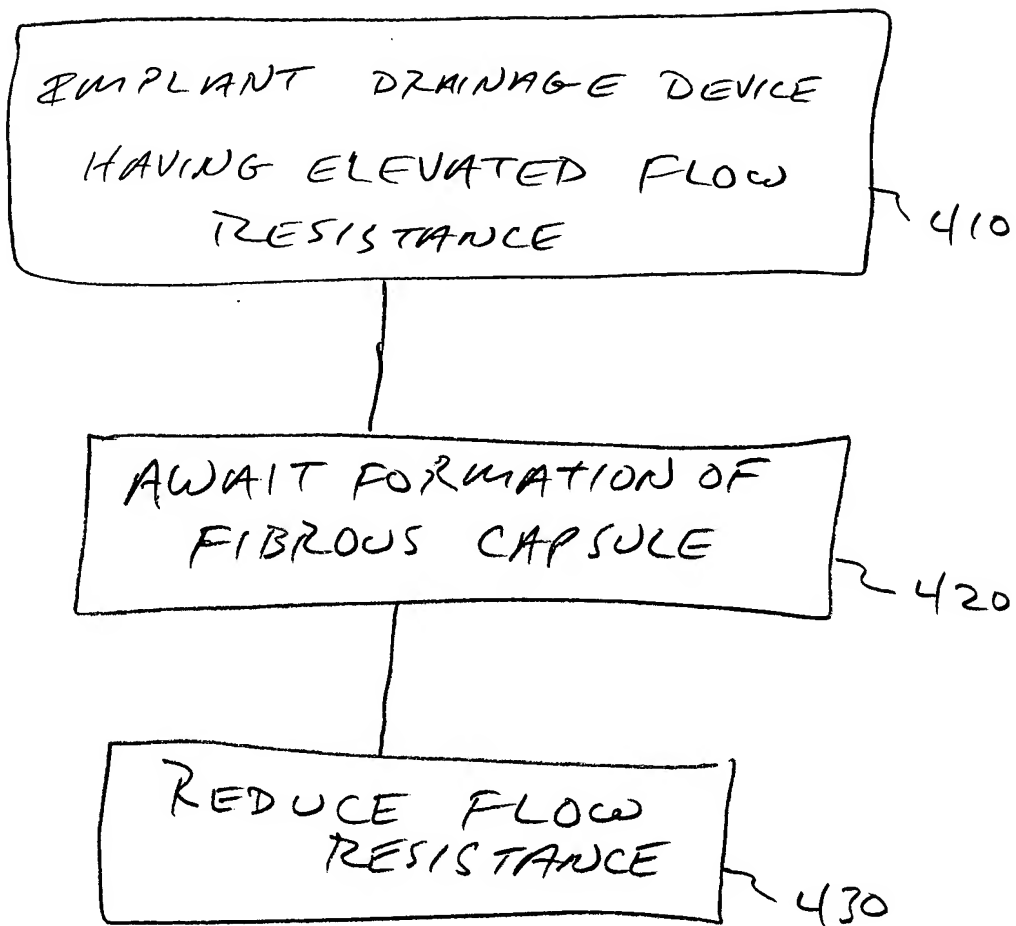 IMPLANT DRAINAGE DEVICE
HAVING ELEVATED FLOW
RESISTANCE
410
AWAIT FORMATION OF
FIBROUS CAPSULE
420
REDUCE FLOW
RESISTANCE
430